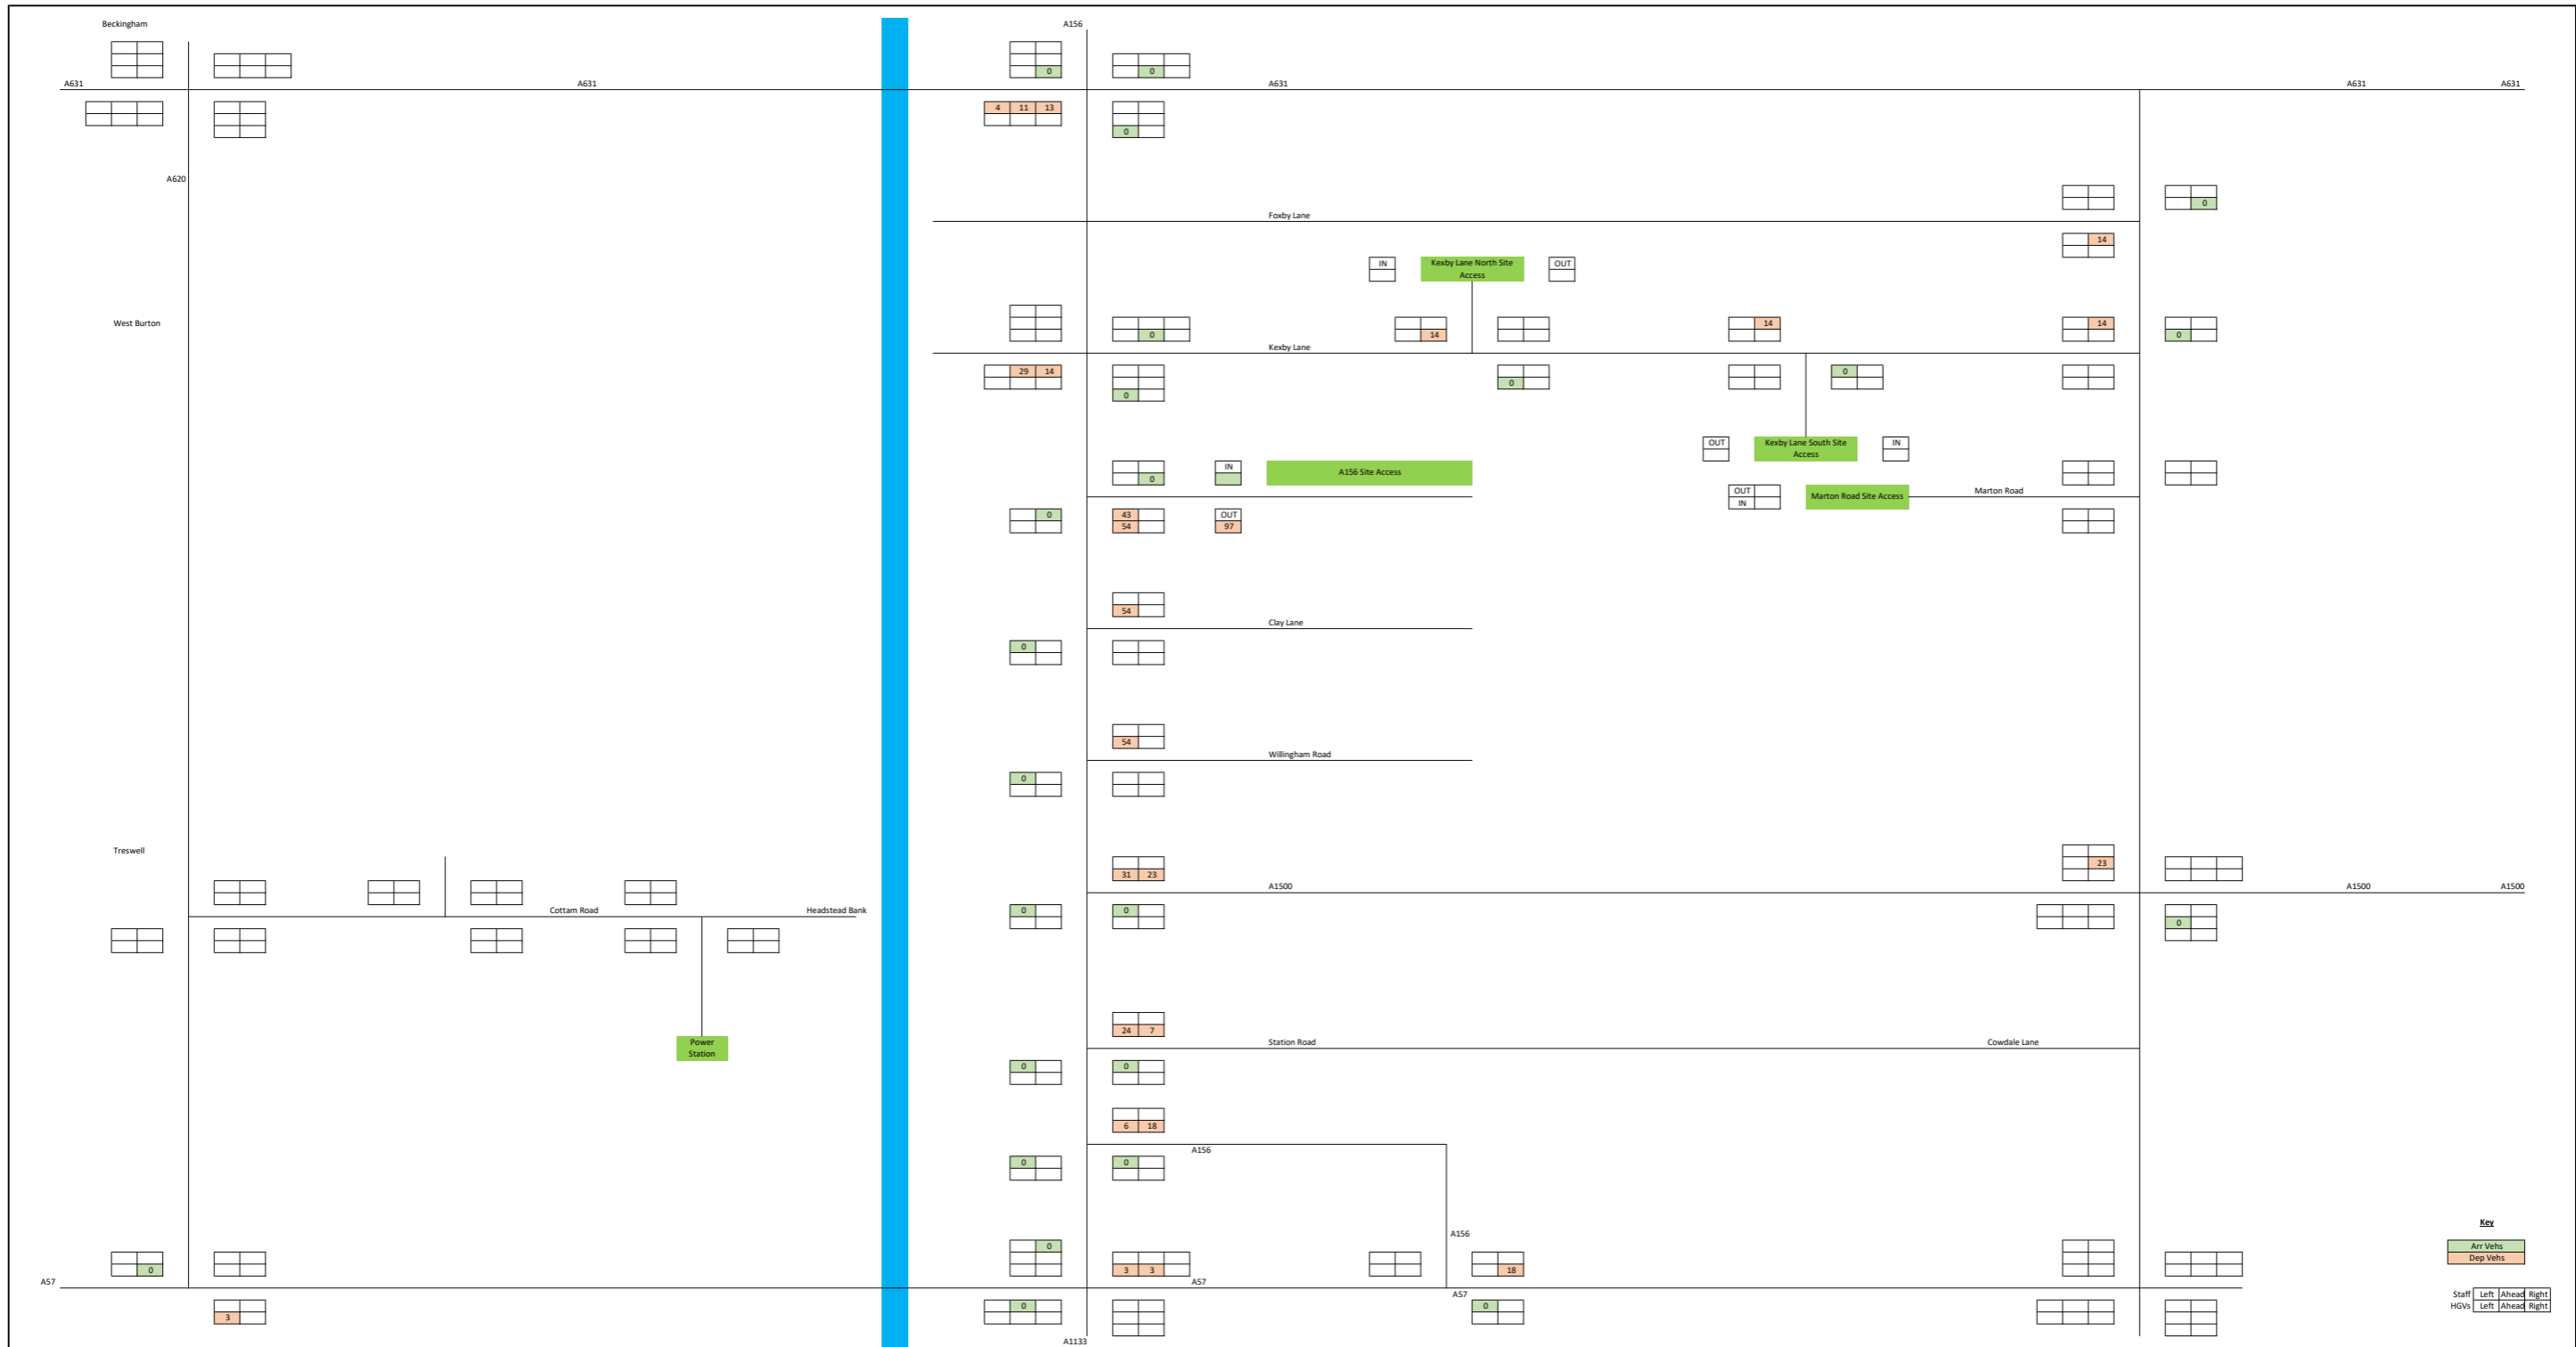 Beckingham
A156
0
0
A631
A631
A631
A631
A631
4 11 13
0
A620
0
Foxby Lane
14
IN
Kexby Lane North Site
Access
OUT
West Burton
0
14
14
14
0
Kexby Lane
29 14
0
0
0
OUT
Kexby Lane South Site
Access
IN
0
IN
A156 Site Access
OUT
IN
Marton Road Site Access
Marton Road
0
43
54
OUT
97
54
Clay Lane
0
54
Willingham Road
0
Treswell
31 23
23
A1500
A1500
A1500
Cottam Road
Headstead Bank
0
0
0
24 7
Power
Station
Station Road
Cowdale Lane
0
0
6 18
A156
0
0
Key
A156
0
0
3 3
18
Arr Vehs
Dep Vehs
A57
A57
A57
3
0
0
Staff Left Ahead Right
HGVs Left Ahead Right
A1133